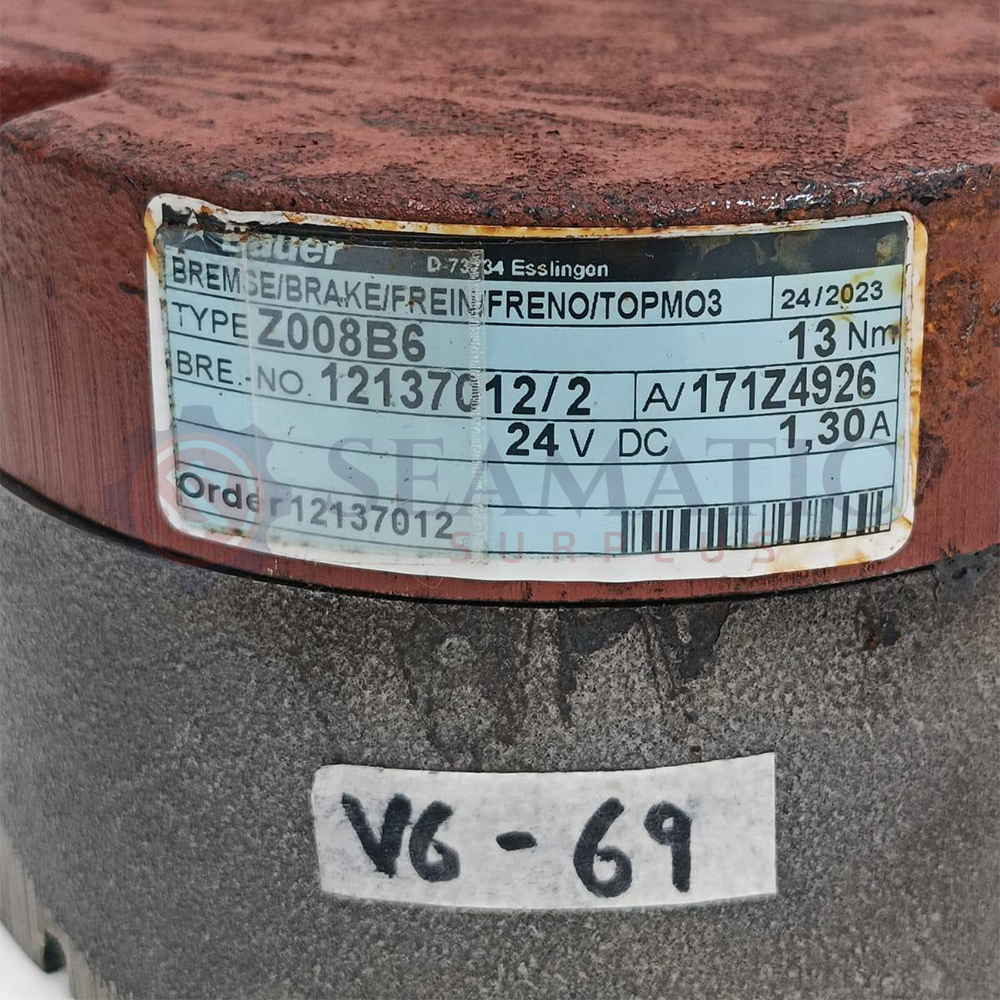 Bauer
D-73734 Esslingen
BREMSE/BRAKE/FREIN/FRENO/TOPMO3 24/2023
TYPE Z008B6 13 Nm
BRE.-NO. 12137012/2 A/171Z4926
24 V DC 1,30 A
Order 12137012
SEAMATIC
SURPLUS
V6 - 69